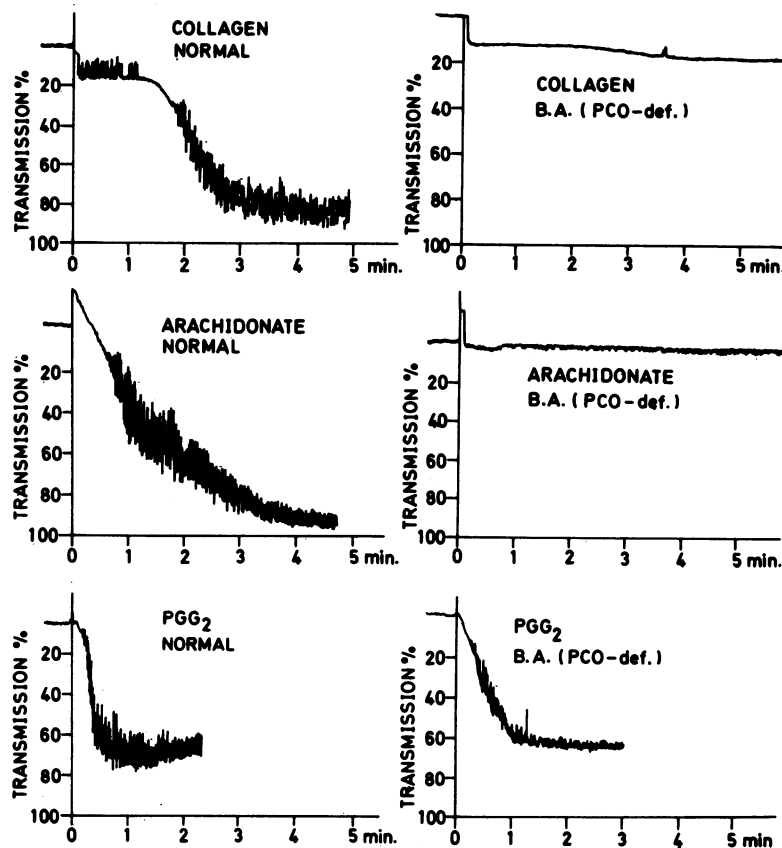 TRANSMISSION %
20
40
60
80
100
0 1 2 3 4 5 min.
COLLAGEN
NORMAL
TRANSMISSION %
20
40
60
80
100
0 1 2 3 4 5 min.
COLLAGEN
B.A. (PCO-def.)
TRANSMISSION %
20
40
60
80
100
0 1 2 3 4 5 min.
ARACHIDONATE
NORMAL
TRANSMISSION %
20
40
60
80
100
0 1 2 3 4 5 min.
ARACHIDONATE
B.A. (PCO-def.)
TRANSMISSION %
20
40
60
80
100
0 1 2 3 4 5 min.
PGG₂
NORMAL
TRANSMISSION %
20
40
60
80
100
0 1 2 3 4 5 min
PGG₂
B.A. (PCO-def.)